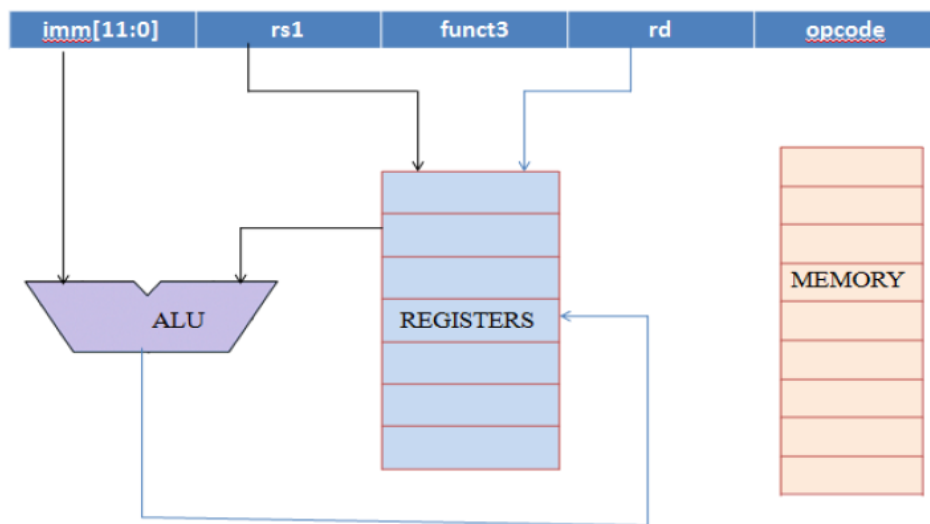 imm[11:0] rs1 funct3 rd opcode
MEMORY
ALU
REGISTERS